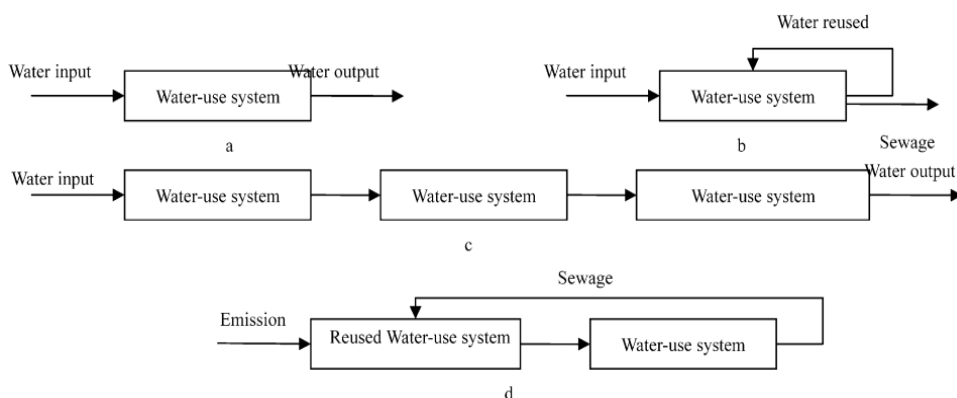 Water reused
Water input
Water output
Water-use system
a
Water input
Water-use system
b
Sewage
Water input
Water-use system
Water-use system
Water-use system
Water output
c
Sewage
Emission
Reused Water-use system
Water-use system
d